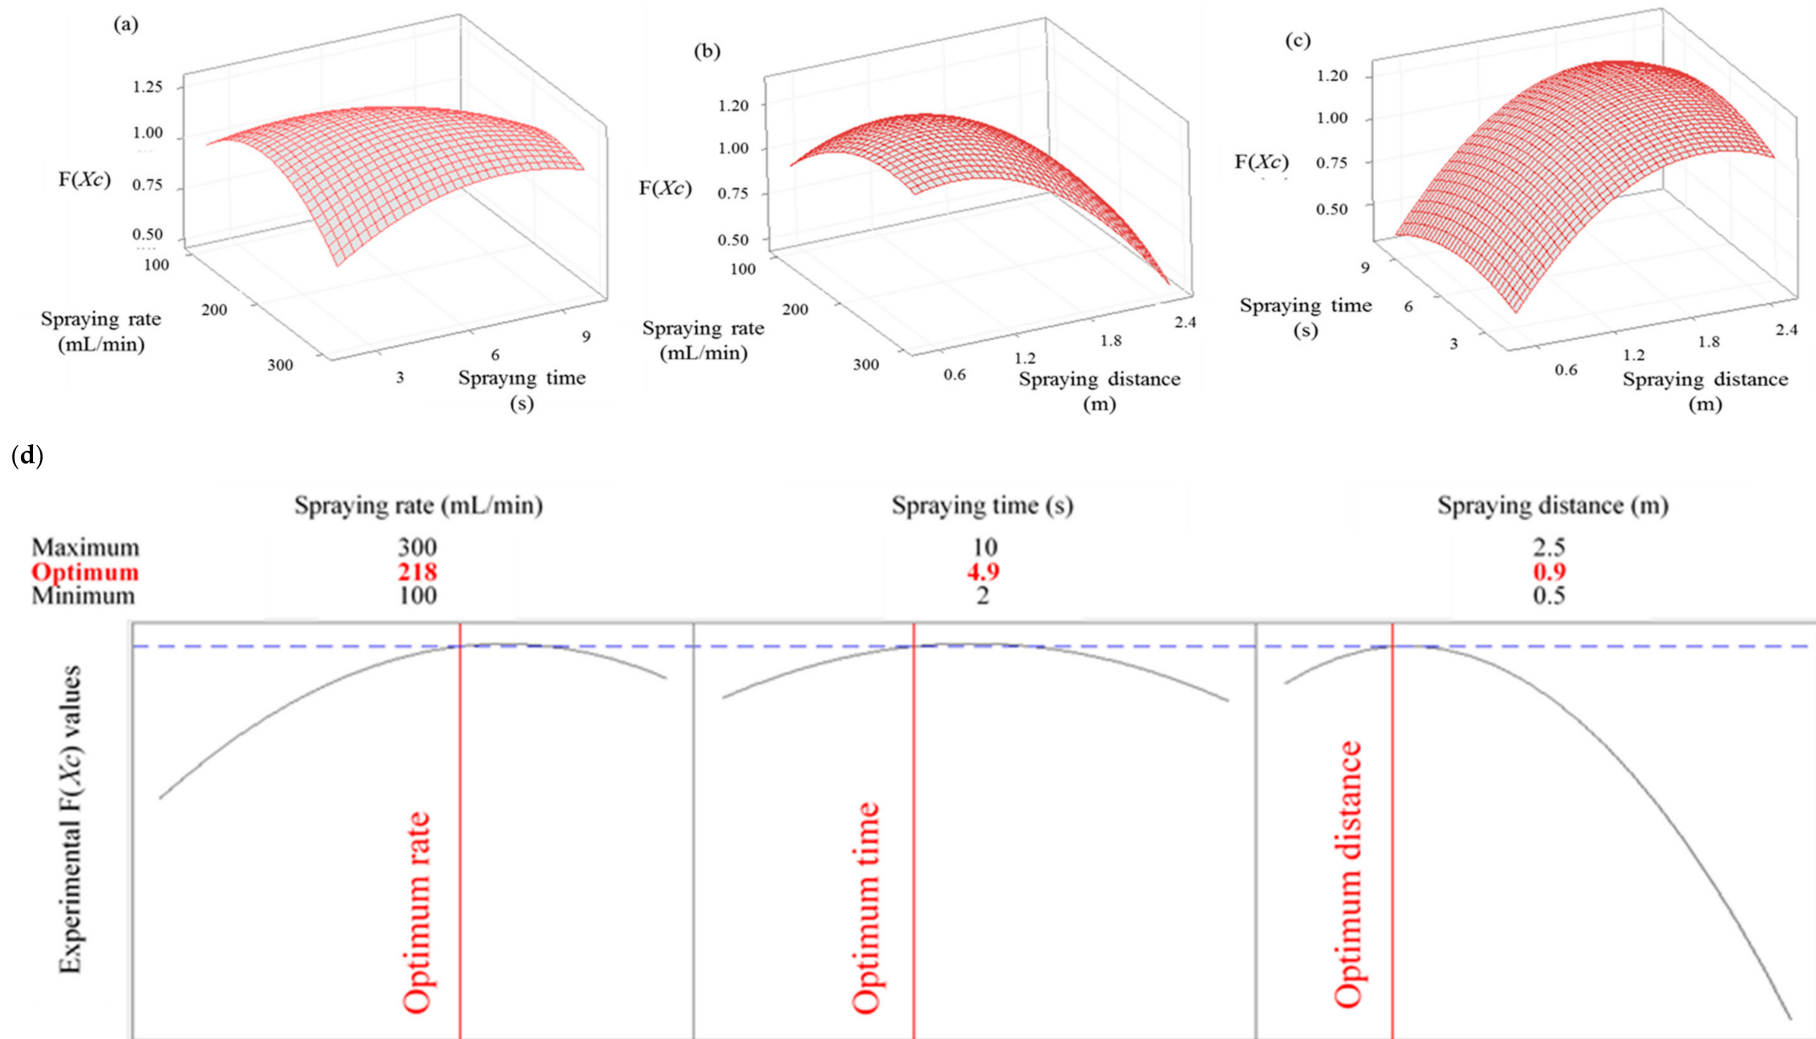 (a)
1.25
1.00
0.75
0.50
F(Xc)
100
200
300
Spraying rate
(mL/min)
3
6
9
Spraying time
(s)
(b)
1.20
1.00
0.75
0.50
F(Xc)
100
200
300
Spraying rate
(mL/min)
0.6
1.2
1.8
2.4
Spraying distance
(m)
(c)
1.20
1.00
0.75
0.50
F(Xc)
9
6
3
Spraying time
(s)
0.6
1.2
1.8
2.4
Spraying distance
(m)
(d)
Spraying rate (mL/min) Spraying time (s) Spraying distance (m)
Maximum 300 10 2.5
Optimum 218 4.9 0.9
Minimum 100 2 0.5
Experimental F(Xc) values
Optimum rate
Optimum time
Optimum distance